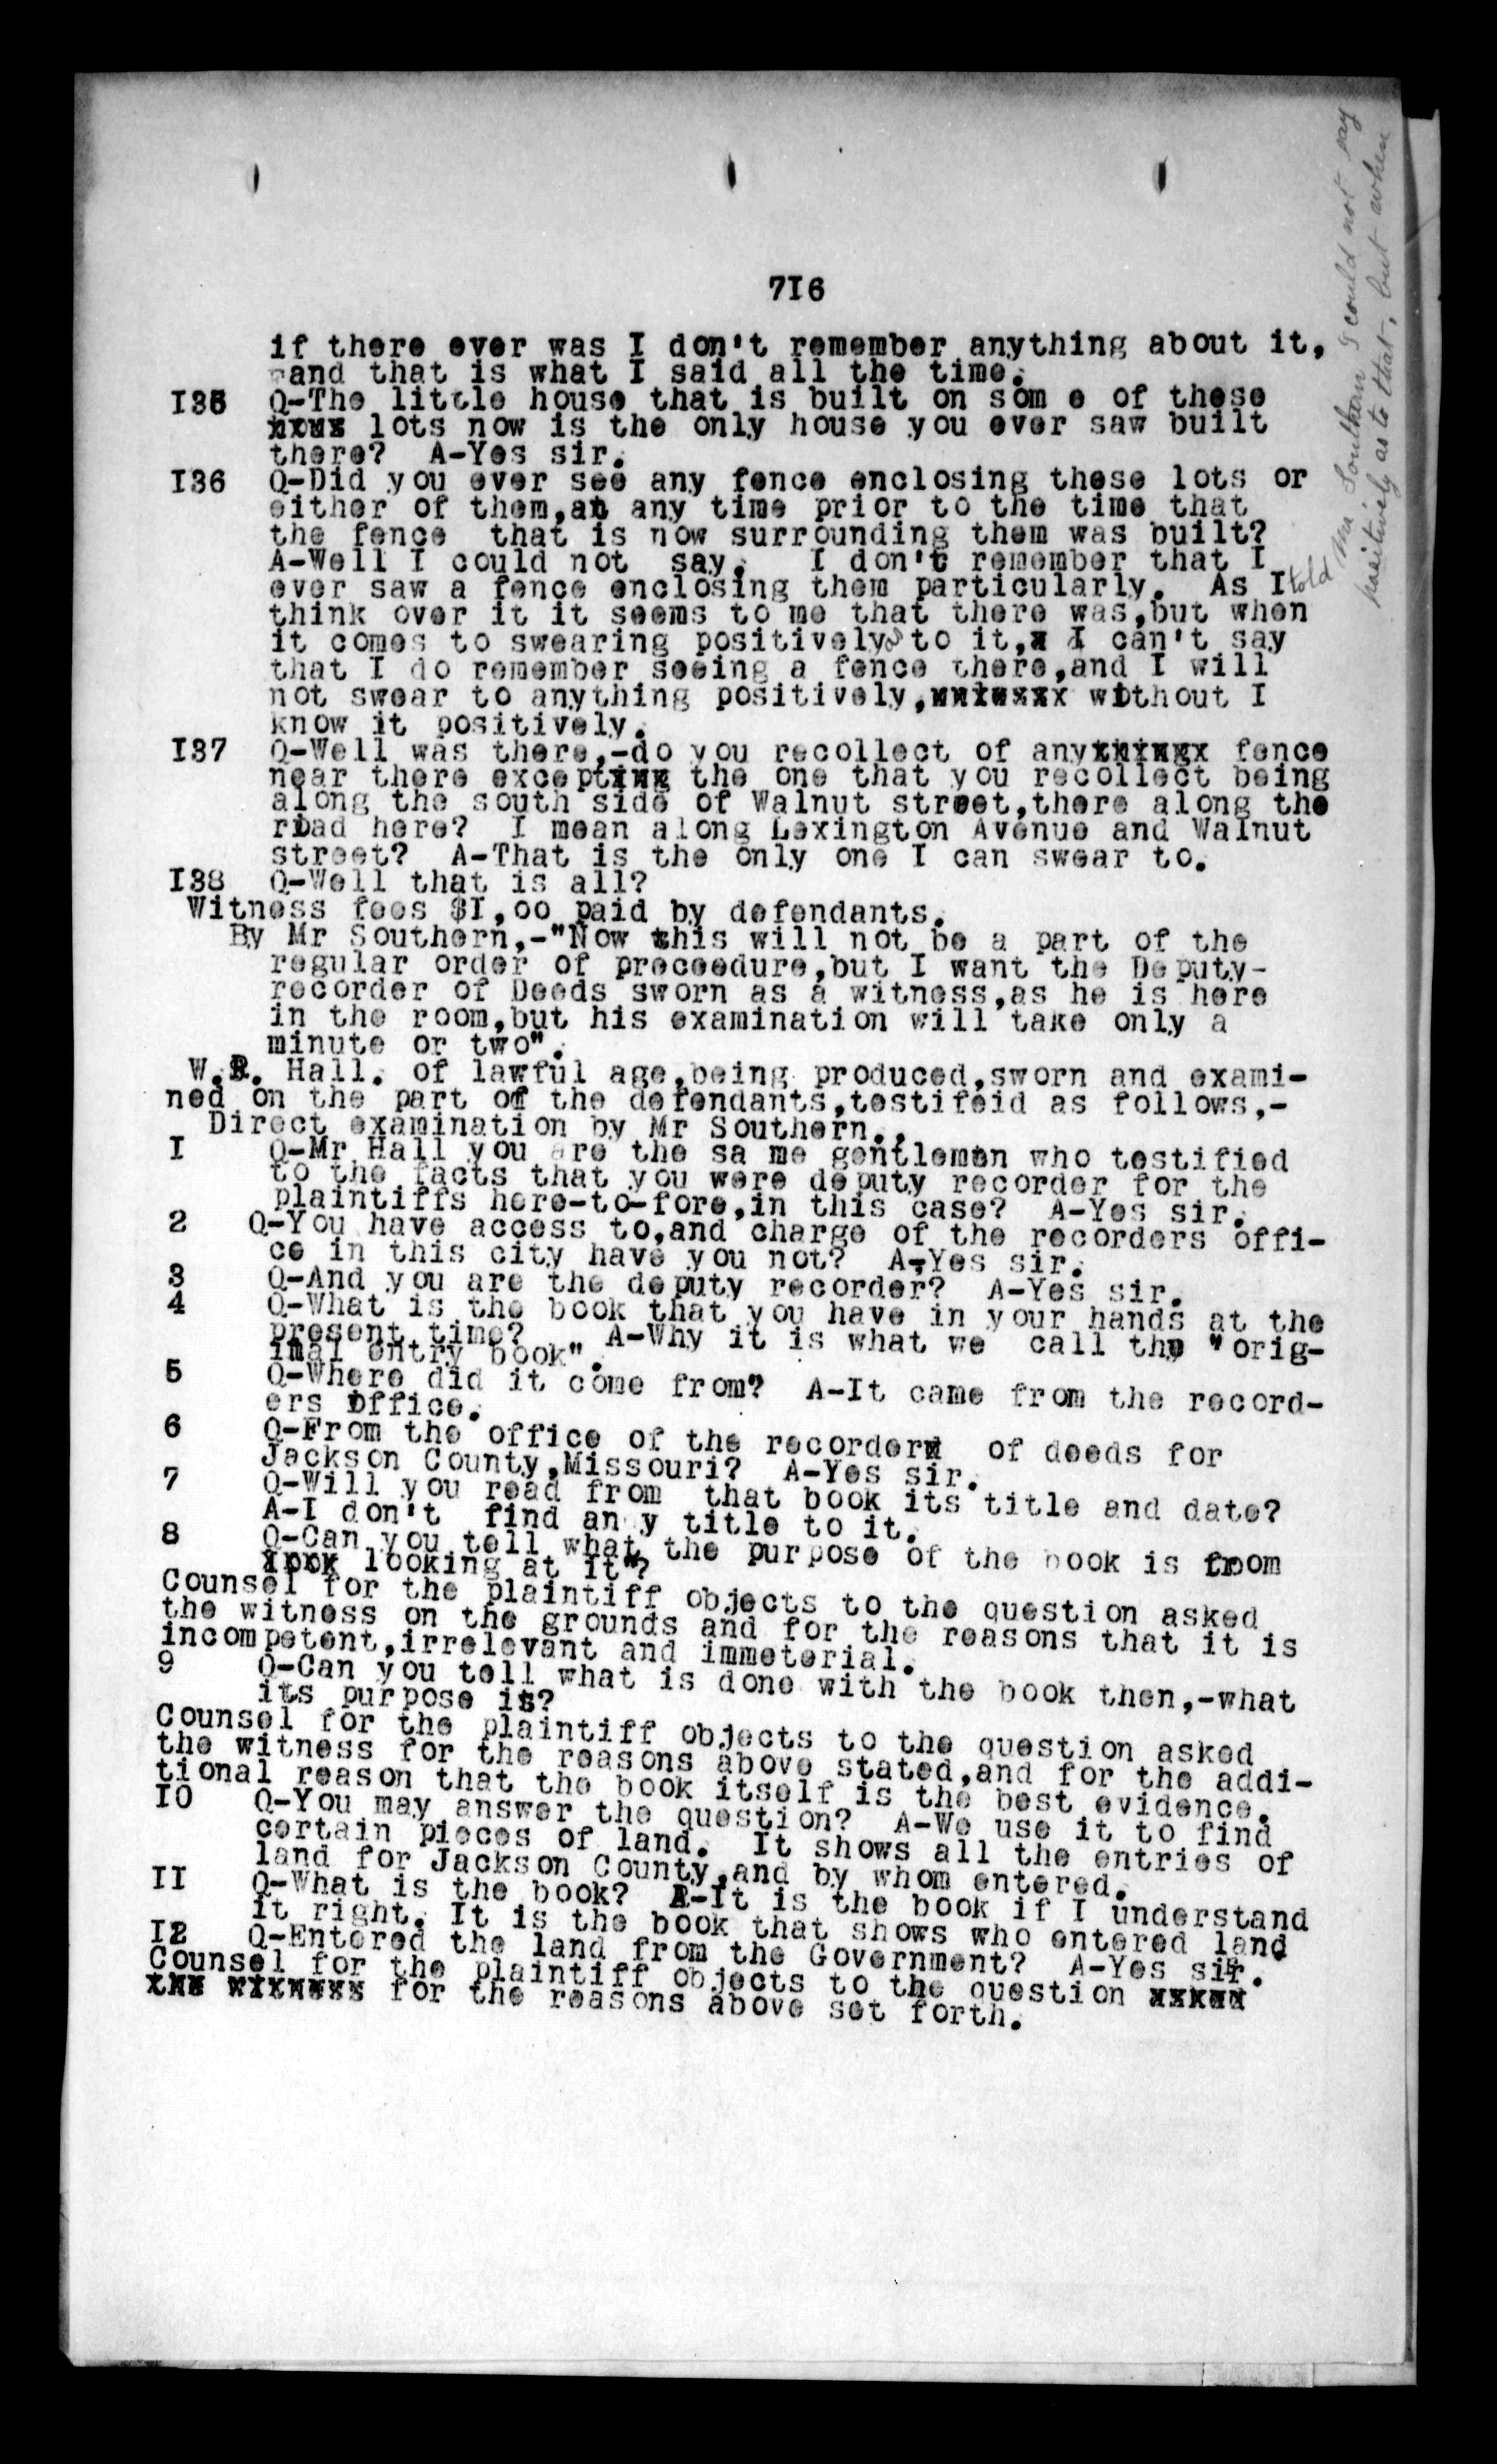 716
if there ever was I don't remember anything about it,
and that is what I said all the time.
135 Q-The little house that is built on som e of these
lots now is the only house you ever saw built
there? A-Yes sir.
136 Q-Did you ever see any fence enclosing these lots or
either of them,at any time prior to the time that
the fence that is now surrounding them was built?
A-Well I could not say. I don't remember that I
ever saw a fence enclosing them particularly. As I told Mr Southern I could not say
positively as to that, but when
think over it it seems to me that there was,but when
it comes to swearing positively to it,x I can't say
that I do remember seeing a fence there,and I will
not swear to anything positively, without I
know it positively.
137 Q-Well was there,-do you recollect of any fence
near there except the one that you recollect being
along the south side of Walnut street,there along the
road here? I mean along Lexington Avenue and Walnut
street? A-That is the only one I can swear to.
138 Q-Well that is all?
Witness fees $I,oo paid by defendants.
By Mr Southern,-"Now this will not be a part of the
regular order of proceedure,but I want the Deputy-
recorder of Deeds sworn as a witness,as he is here
in the room,but his examination will take only a
minute or two".
W.R. Hall. of lawful age,being produced,sworn and exami-
ned on the part of the defendants,testifeid as follows,-
Direct examination by Mr Southern..
I Q-Mr Hall you are the sa me gentleman who testified
to the facts that you were deputy recorder for the
plaintiffs here-to-fore,in this case? A-Yes sir.
2 Q-You have access to,and charge of the recorders offi-
ce in this city have you not? A-Yes sir.
3 Q-And you are the deputy recorder? A-Yes sir.
4 Q-What is the book that you have in your hands at the
present time? A-Why it is what we call the "orig-
inal entry book".
5 Q-Where did it come from? A-It came from the record-
ers office.
6 Q-From the office of the recorder of deeds for
Jackson County,Missouri? A-Yes sir.
7 Q-Will you read from that book its title and date?
A-I don't find an y title to it.
8 Q-Can you tell what the purpose of the book is from
looking at it"?
Counsel for the plaintiff objects to the question asked
the witness on the grounds and for the reasons that it is
incompetent,irrelevant and immeterial.
9 Q-Can you tell what is done with the book then,-what
its purpose is?
Counsel for the plaintiff objects to the question asked
the witness for the reasons above stated,and for the addi-
tional reason that the book itself is the best evidence.
IO Q-You may answer the question? A-We use it to find
certain pieces of land. It shows all the entries of
land for Jackson County,and by whom entered.
II Q-What is the book? A-It is the book if I understand
it right. It is the book that shows who entered land
I2 Q-Entered the land from the Government? A-Yes sir.
Counsel for the plaintiff objects to the question
for the reasons above set forth.